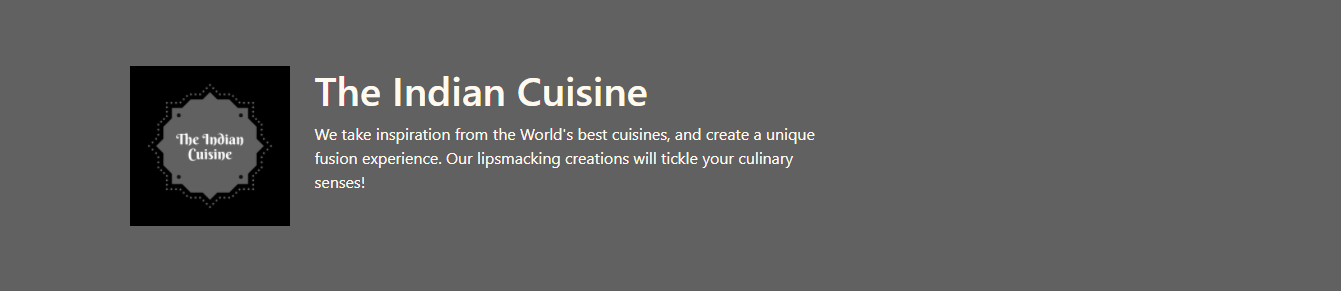 The Indian
Cuisine
The Indian Cuisine
We take inspiration from the World's best cuisines, and create a unique
fusion experience. Our lipsmacking creations will tickle your culinary
senses!